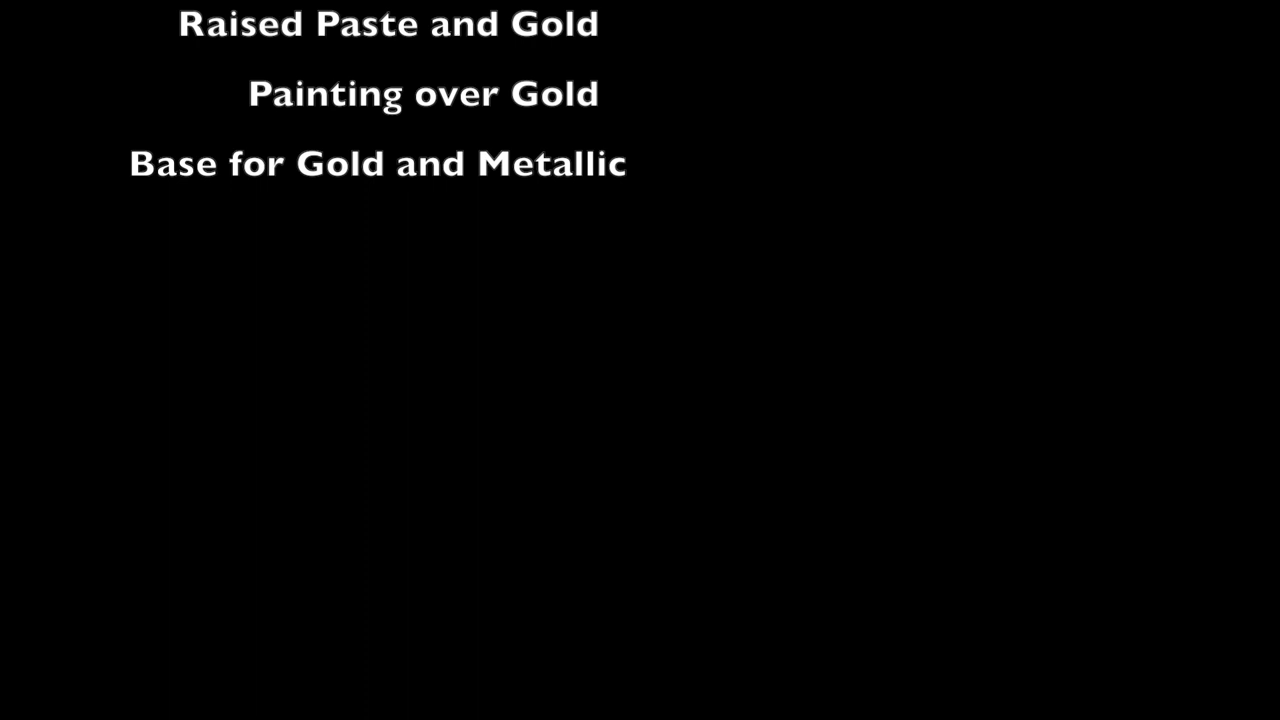 Raised Paste and Gold
Painting over Gold
Base for Gold and Metallic